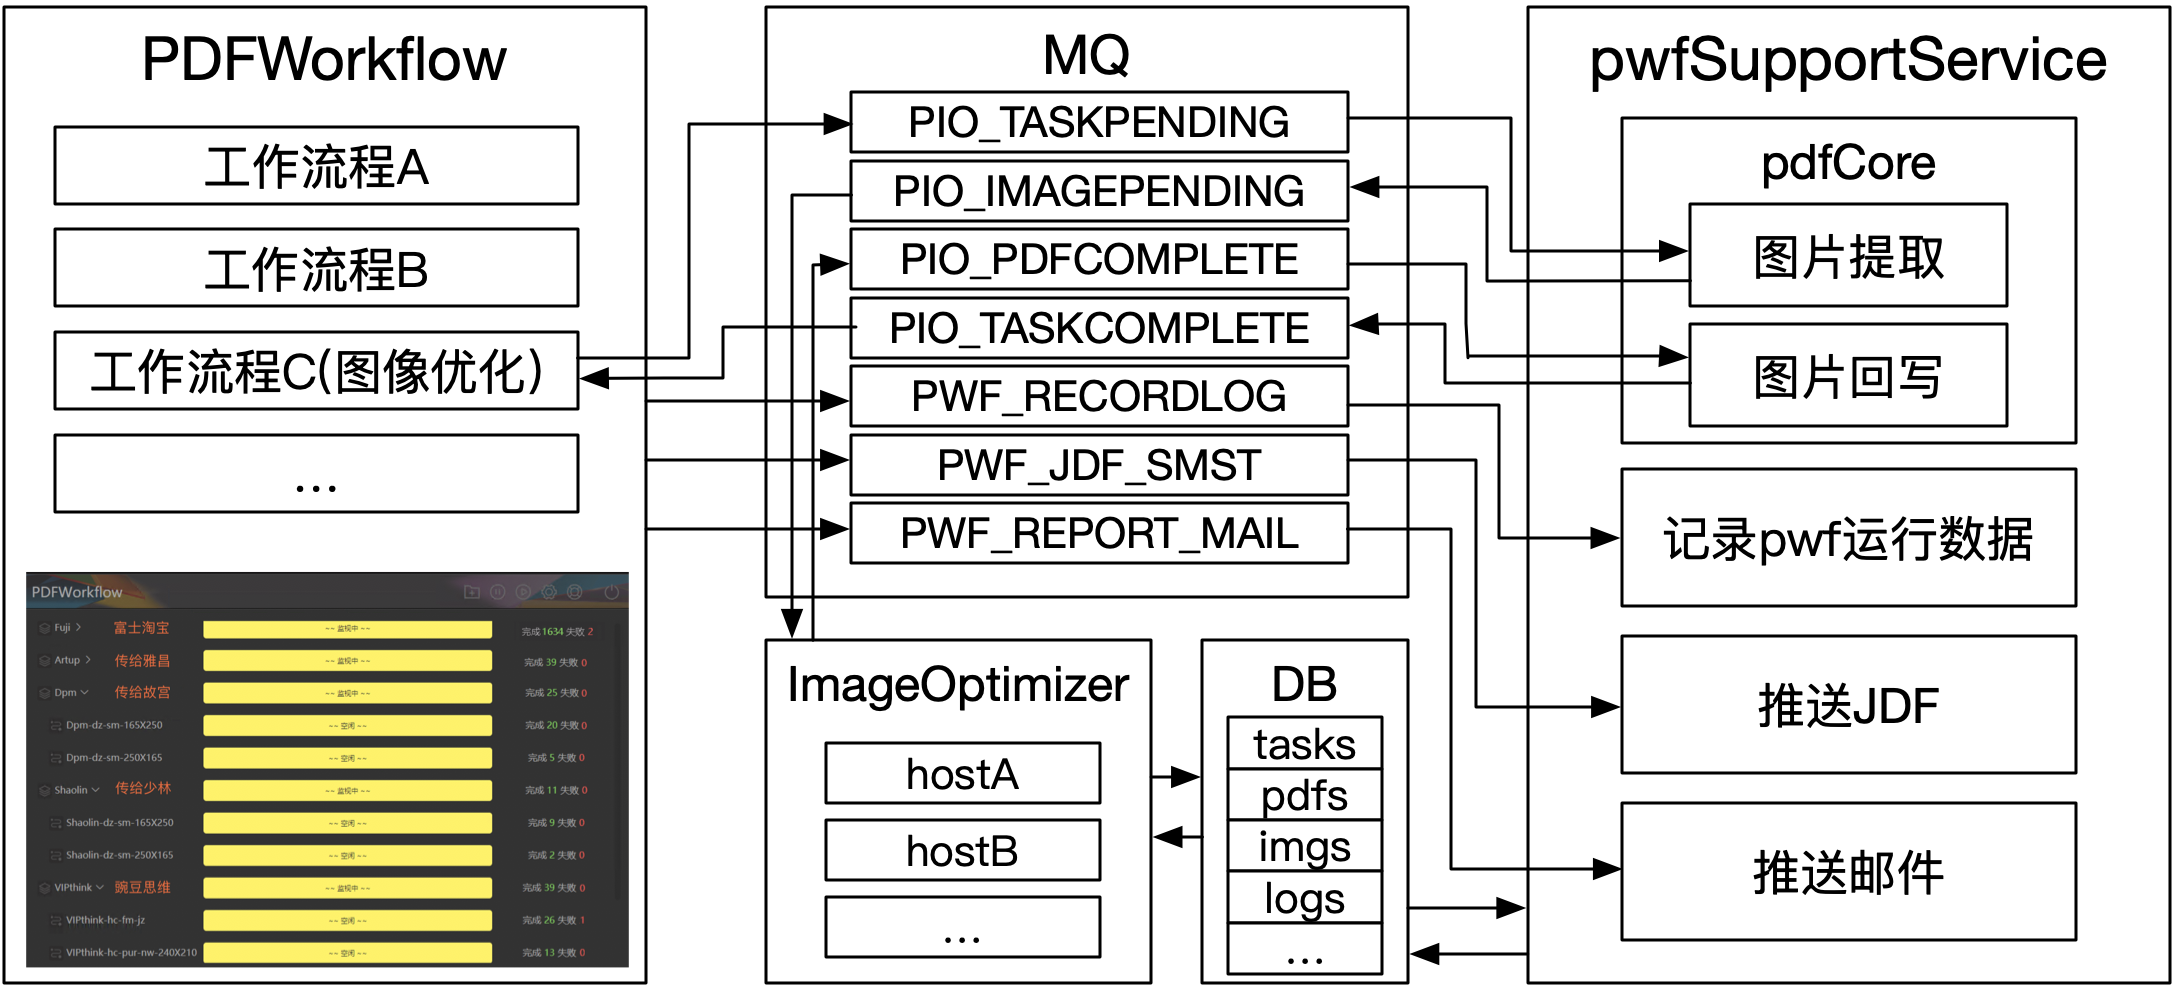 PDFWorkflow
工作流程A
工作流程B
工作流程C(图像优化)
...
PDFWorkflow
Fuji > 富士淘宝 ~~ 监视中 ~~ 完成 1634 失败 2
Artup > 传给雅昌 ~~ 监视中 ~~ 完成 39 失败 0
Dpm 传给故宫 ~~ 监视中 ~~ 完成 25 失败 0
Dpm-dz-sm-165X250 ~~ 空闲 ~~ 完成 20 失败 0
Dpm-dz-sm-250X165 ~~ 空闲 ~~ 完成 5 失败 0
Shaolin 传给少林 ~~ 监视中 ~~ 完成 11 失败 0
Shaolin-dz-sm-165X250 ~~ 空闲 ~~ 完成 9 失败 0
Shaolin-dz-sm-250X165 ~~ 空闲 ~~ 完成 2 失败 0
VIPthink 豌豆思维 ~~ 监视中 ~~ 完成 39 失败 0
VIPthink-hc-fm-jz ~~ 空闲 ~~ 完成 26 失败 1
VIPthink-hc-pur-nw-240X210 ~~ 空闲 ~~ 完成 13 失败 0
MQ
PIO_TASKPENDING
PIO_IMAGEPENDING
PIO_PDFCOMPLETE
PIO_TASKCOMPLETE
PWF_RECORDLOG
PWF_JDF_SMST
PWF_REPORT_MAIL
ImageOptimizer
hostA
hostB
...
DB
tasks
pdfs
imgs
logs
...
pwfSupportService
pdfCore
图片提取
图片回写
记录pwf运行数据
推送JDF
推送邮件